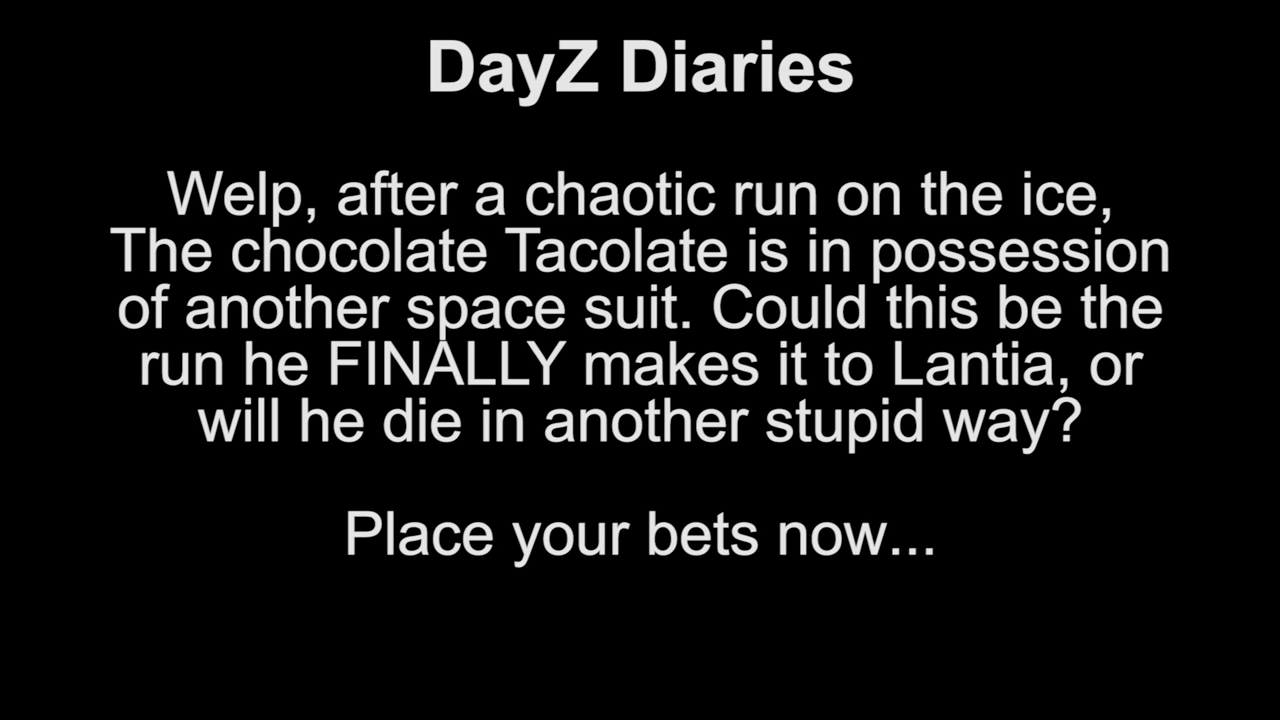 DayZ Diaries
Welp, after a chaotic run on the ice,
The chocolate Tacolate is in possession
of another space suit. Could this be the
run he FINALLY makes it to Lantia, or
will he die in another stupid way?
Place your bets now...